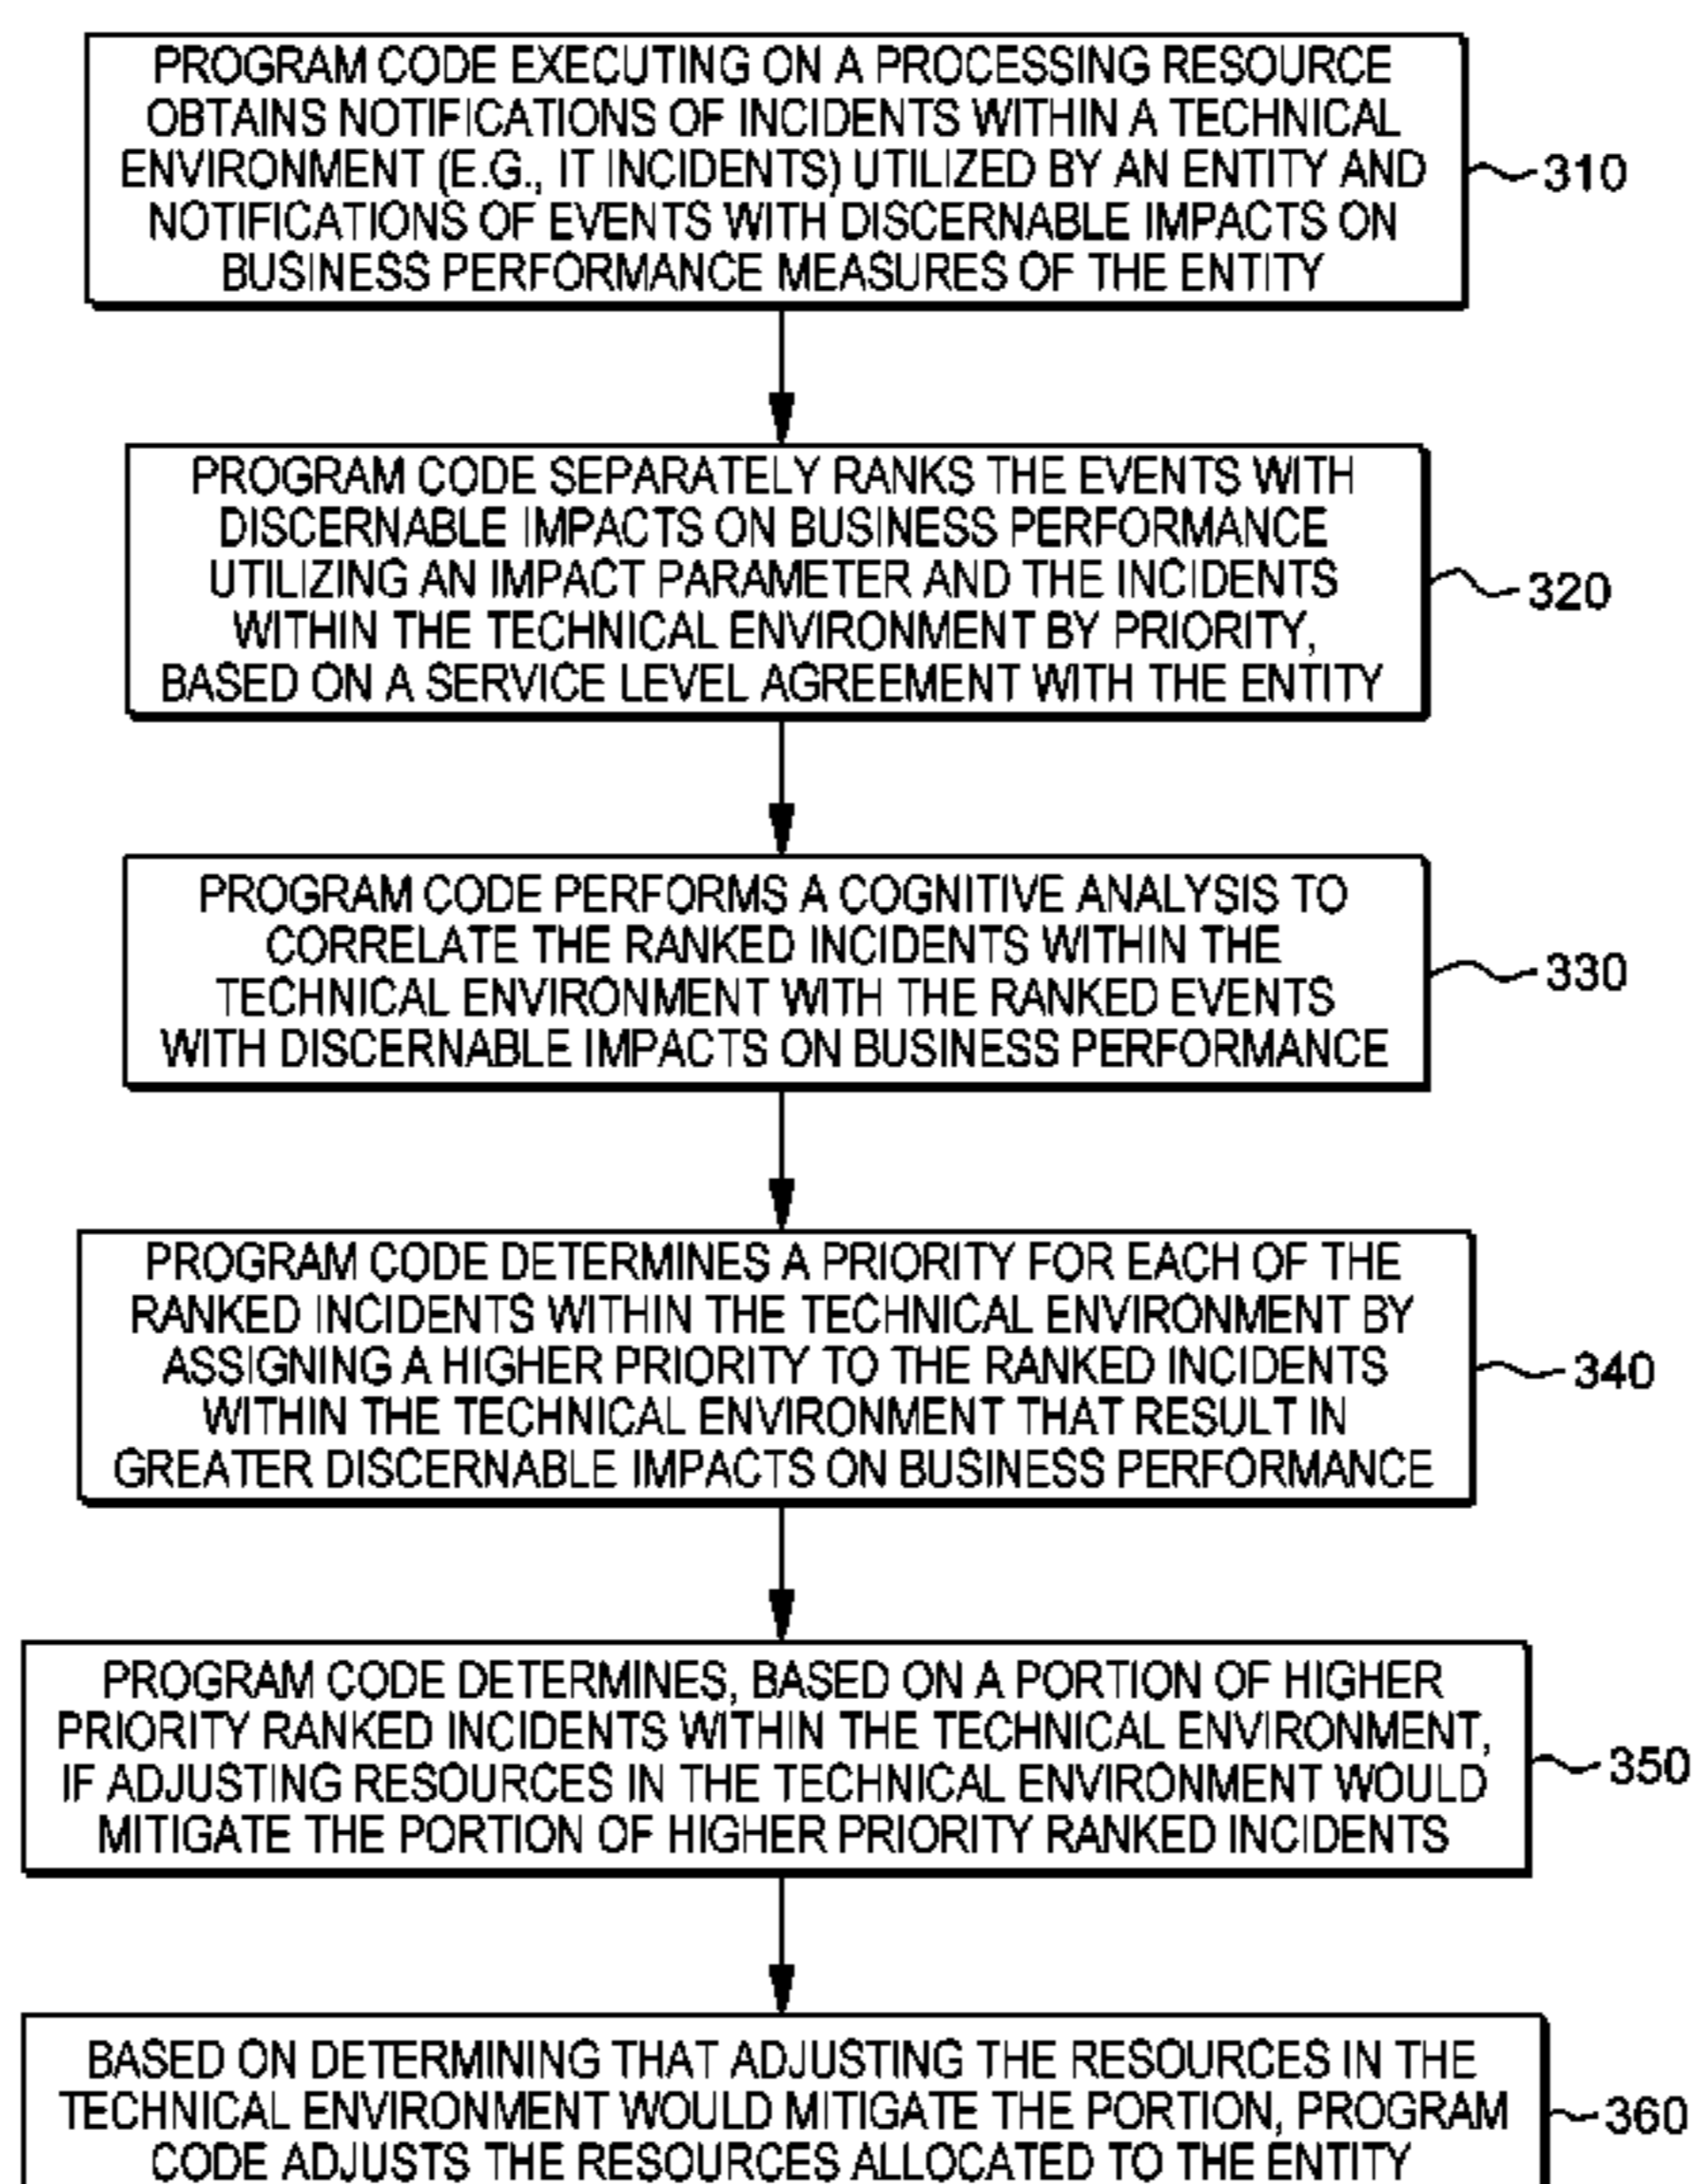 PROGRAM CODE EXECUTING ON A PROCESSING RESOURCE
OBTAINS NOTIFICATIONS OF INCIDENTS WITHIN A TECHNICAL
ENVIRONMENT (E.G., IT INCIDENTS) UTILIZED BY AN ENTITY AND
NOTIFICATIONS OF EVENTS WITH DISCERNABLE IMPACTS ON
BUSINESS PERFORMANCE MEASURES OF THE ENTITY
310
PROGRAM CODE SEPARATELY RANKS THE EVENTS WITH
DISCERNABLE IMPACTS ON BUSINESS PERFORMANCE
UTILIZING AN IMPACT PARAMETER AND THE INCIDENTS
WITHIN THE TECHNICAL ENVIRONMENT BY PRIORITY,
BASED ON A SERVICE LEVEL AGREEMENT WITH THE ENTITY
320
PROGRAM CODE PERFORMS A COGNITIVE ANALYSIS TO
CORRELATE THE RANKED INCIDENTS WITHIN THE
TECHNICAL ENVIRONMENT WITH THE RANKED EVENTS
WITH DISCERNABLE IMPACTS ON BUSINESS PERFORMANCE
330
PROGRAM CODE DETERMINES A PRIORITY FOR EACH OF THE
RANKED INCIDENTS WITHIN THE TECHNICAL ENVIRONMENT BY
ASSIGNING A HIGHER PRIORITY TO THE RANKED INCIDENTS
WITHIN THE TECHNICAL ENVIRONMENT THAT RESULT IN
GREATER DISCERNABLE IMPACTS ON BUSINESS PERFORMANCE
340
PROGRAM CODE DETERMINES, BASED ON A PORTION OF HIGHER
PRIORITY RANKED INCIDENTS WITHIN THE TECHNICAL ENVIRONMENT,
IF ADJUSTING RESOURCES IN THE TECHNICAL ENVIRONMENT WOULD
MITIGATE THE PORTION OF HIGHER PRIORITY RANKED INCIDENTS
350
BASED ON DETERMINING THAT ADJUSTING THE RESOURCES IN THE
TECHNICAL ENVIRONMENT WOULD MITIGATE THE PORTION, PROGRAM
CODE ADJUSTS THE RESOURCES ALLOCATED TO THE ENTITY
360